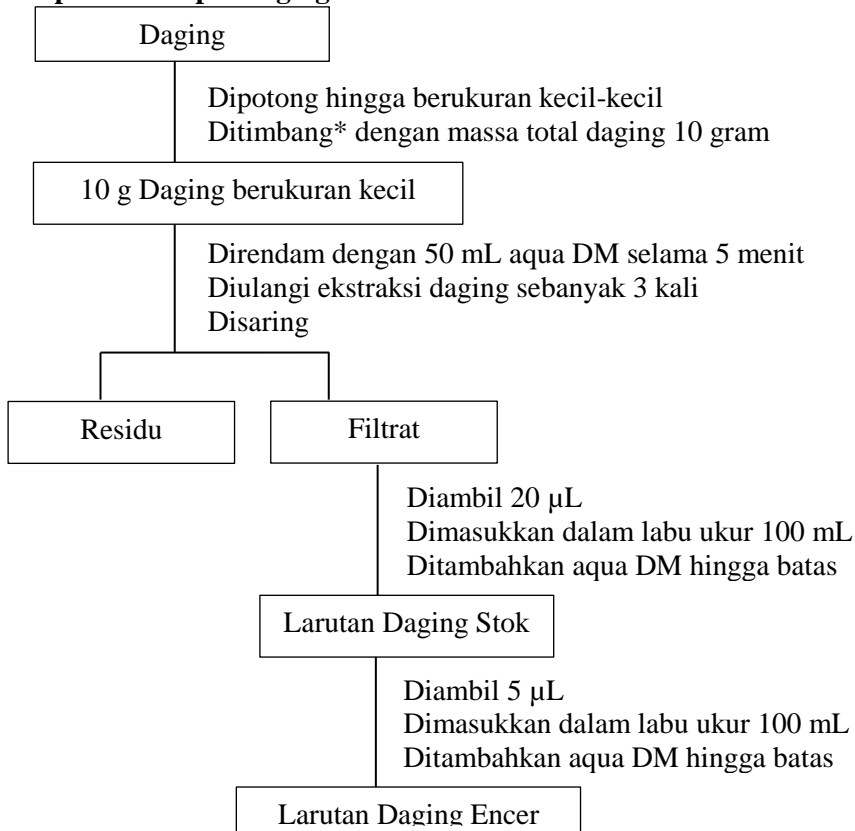 Daging
Dipotong hingga berukuran kecil-kecil
Ditimbang* dengan massa total daging 10 gram
10 g Daging berukuran kecil
Direndam dengan 50 mL aqua DM selama 5 menit
Diulangi ekstraksi daging sebanyak 3 kali
Disaring
Residu
Filtrat
Diambil 20 µL
Dimasukkan dalam labu ukur 100 mL
Ditambahkan aqua DM hingga batas
Larutan Daging Stok
Diambil 5 µL
Dimasukkan dalam labu ukur 100 mL
Ditambahkan aqua DM hingga batas
Larutan Daging Encer